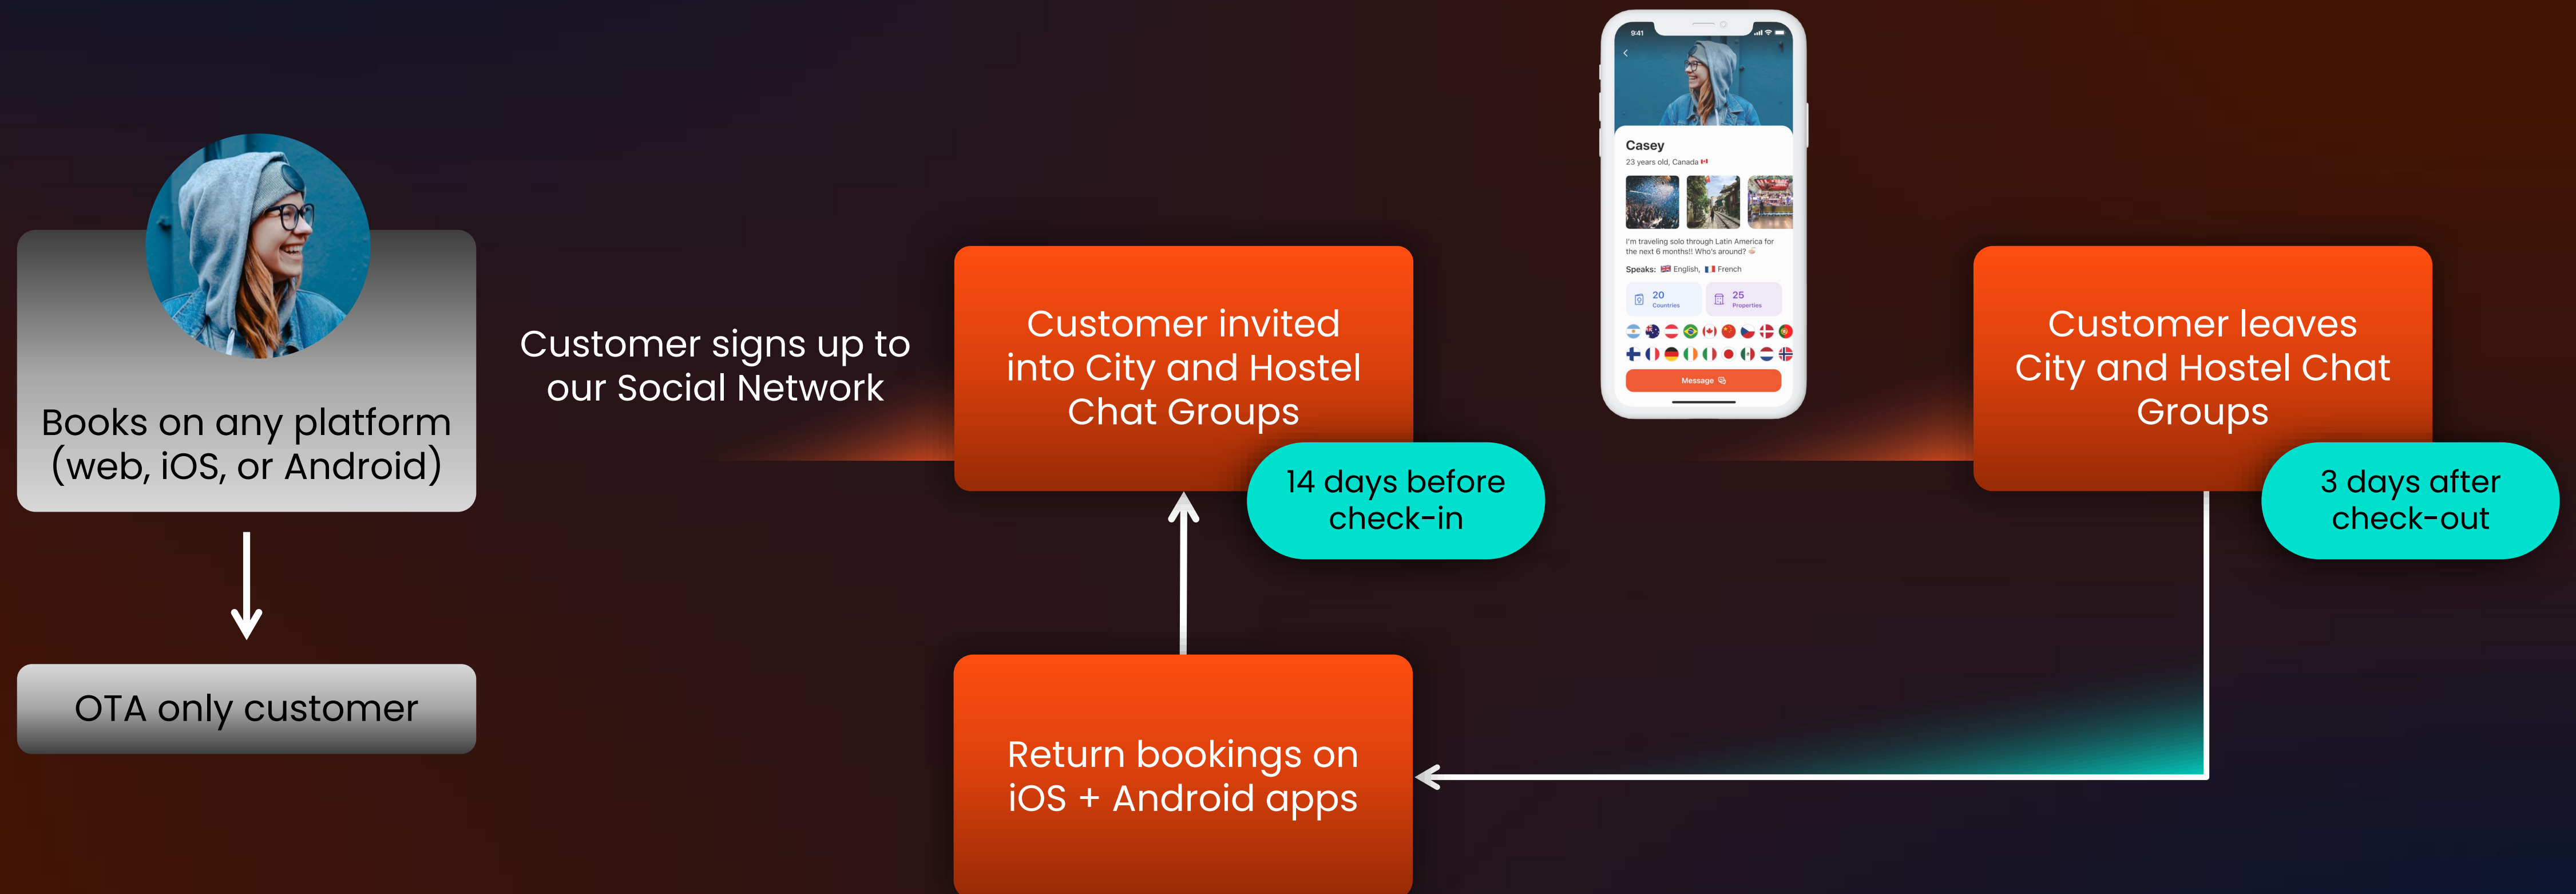 Books on any platform
(web, iOS, or Android)
OTA only customer
Customer signs up to
our Social Network
Customer invited
into City and Hostel
Chat Groups
14 days before
check-in
Return bookings on
iOS + Android apps
9:41
Casey
23 years old, Canada
I'm traveling solo through Latin America for
the next 6 months!! Who's around?
Speaks: English, French
20
Countries
25
Properties
Message
Customer leaves
City and Hostel Chat
Groups
3 days after
check-out